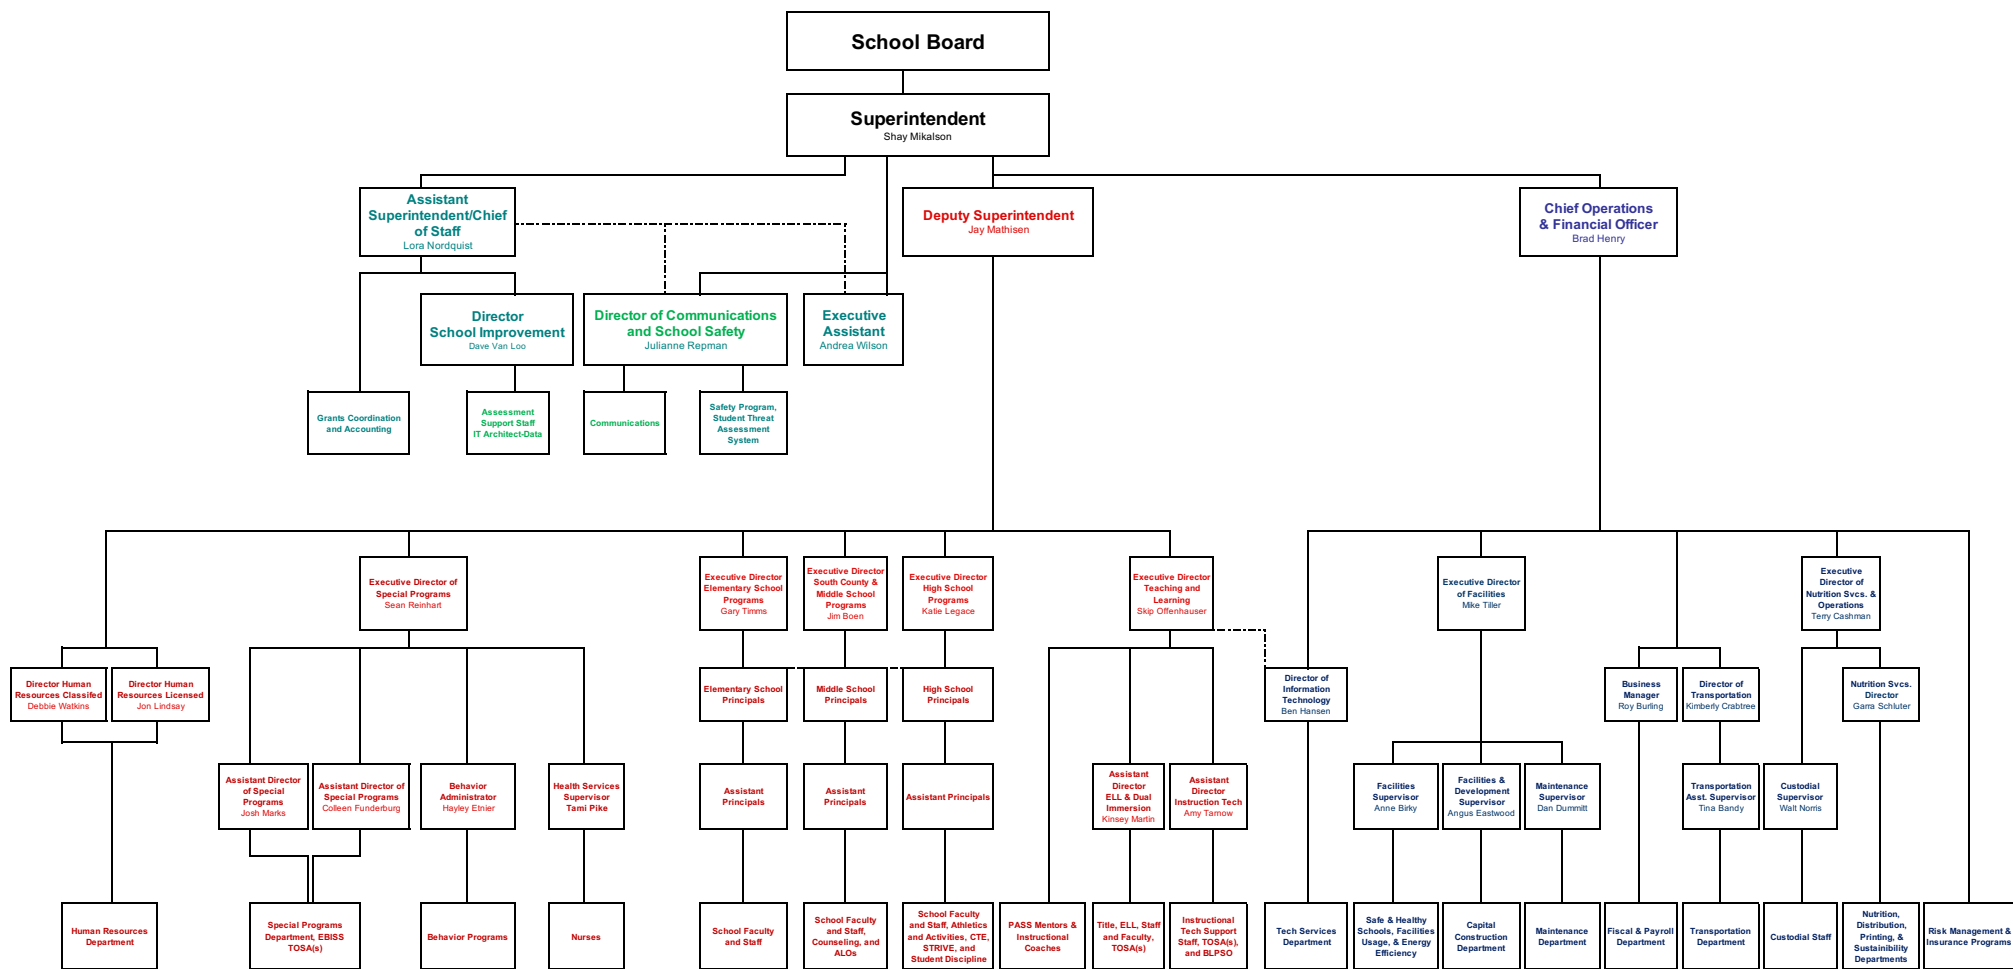 School Board
Superintendent
Shay Mikalson
Assistant
Superintendent/Chief
of Staff
Lora Nordquist
Deputy Superintendent
Jay Mathisen
Chief Operations
& Financial Officer
Brad Henry
Director
School Improvement
Dave Van Loo
Director of Communications
and School Safety
Julianne Repman
Executive
Assistant
Andrea Wilson
Grants Coordination
and Accounting
Assessment
Support Staff
IT Architect-Data
Communications
Safety Program,
Student Threat
Assessment
System
Executive Director of
Special Programs
Sean Reinhart
Executive Director
Elementary School
Programs
Gary Timms
Executive Director
South County &
Middle School
Programs
Jim Boen
Executive Director
High School
Programs
Katie Legace
Executive Director
Teaching and
Learning
Skip Offenhauser
Executive Director
of Facilities
Mike Tiller
Executive
Director of
Nutrition Svcs. &
Operations
Terry Cashman
Director Human
Resources Classifed
Debbie Watkins
Director Human
Resources Licensed
Jon Lindsay
Elementary School
Principals
Middle School
Principals
High School
Principals
Director of
Information
Technology
Ben Hansen
Business
Manager
Roy Burling
Director of
Transportation
Kimberly Crabtree
Nutrition Svcs.
Director
Garra Schluter
Assistant Director
of Special
Programs
Josh Marks
Assistant Director of
Special Programs
Colleen Funderburg
Behavior
Administrator
Hayley Etnier
Health Services
Supervisor
Tami Pike
Assistant
Principals
Assistant
Principals
Assistant Principals
Assistant
Director
ELL & Dual
Immersion
Kinsey Martin
Assistant
Director
Instruction Tech
Amy Tarnow
Facilities
Supervisor
Anne Birky
Facilities &
Development
Supervisor
Angus Eastwood
Maintenance
Supervisor
Dan Dummitt
Transportation
Asst. Supervisor
Tina Bandy
Custodial
Supervisor
Walt Norris
Human Resources
Department
Special Programs
Department, EBISS
TOSA(s)
Behavior Programs
Nurses
School Faculty
and Staff
School Faculty
and Staff,
Counseling, and
ALOs
School Faculty
and Staff, Athletics
and Activities, CTE,
STRIVE, and
Student Discipline
PASS Mentors &
Instructional
Coaches
Title, ELL, Staff
and Faculty,
TOSA(s)
Instructional
Tech Support
Staff, TOSA(s),
and BLPSO
Tech Services
Department
Safe & Healthy
Schools, Facilities
Usage, & Energy
Efficiency
Capital
Construction
Department
Maintenance
Department
Fiscal & Payroll
Department
Transportation
Department
Custodial Staff
Nutrition,
Distribution,
Printing, &
Sustainibility
Departments
Risk Management &
Insurance Programs